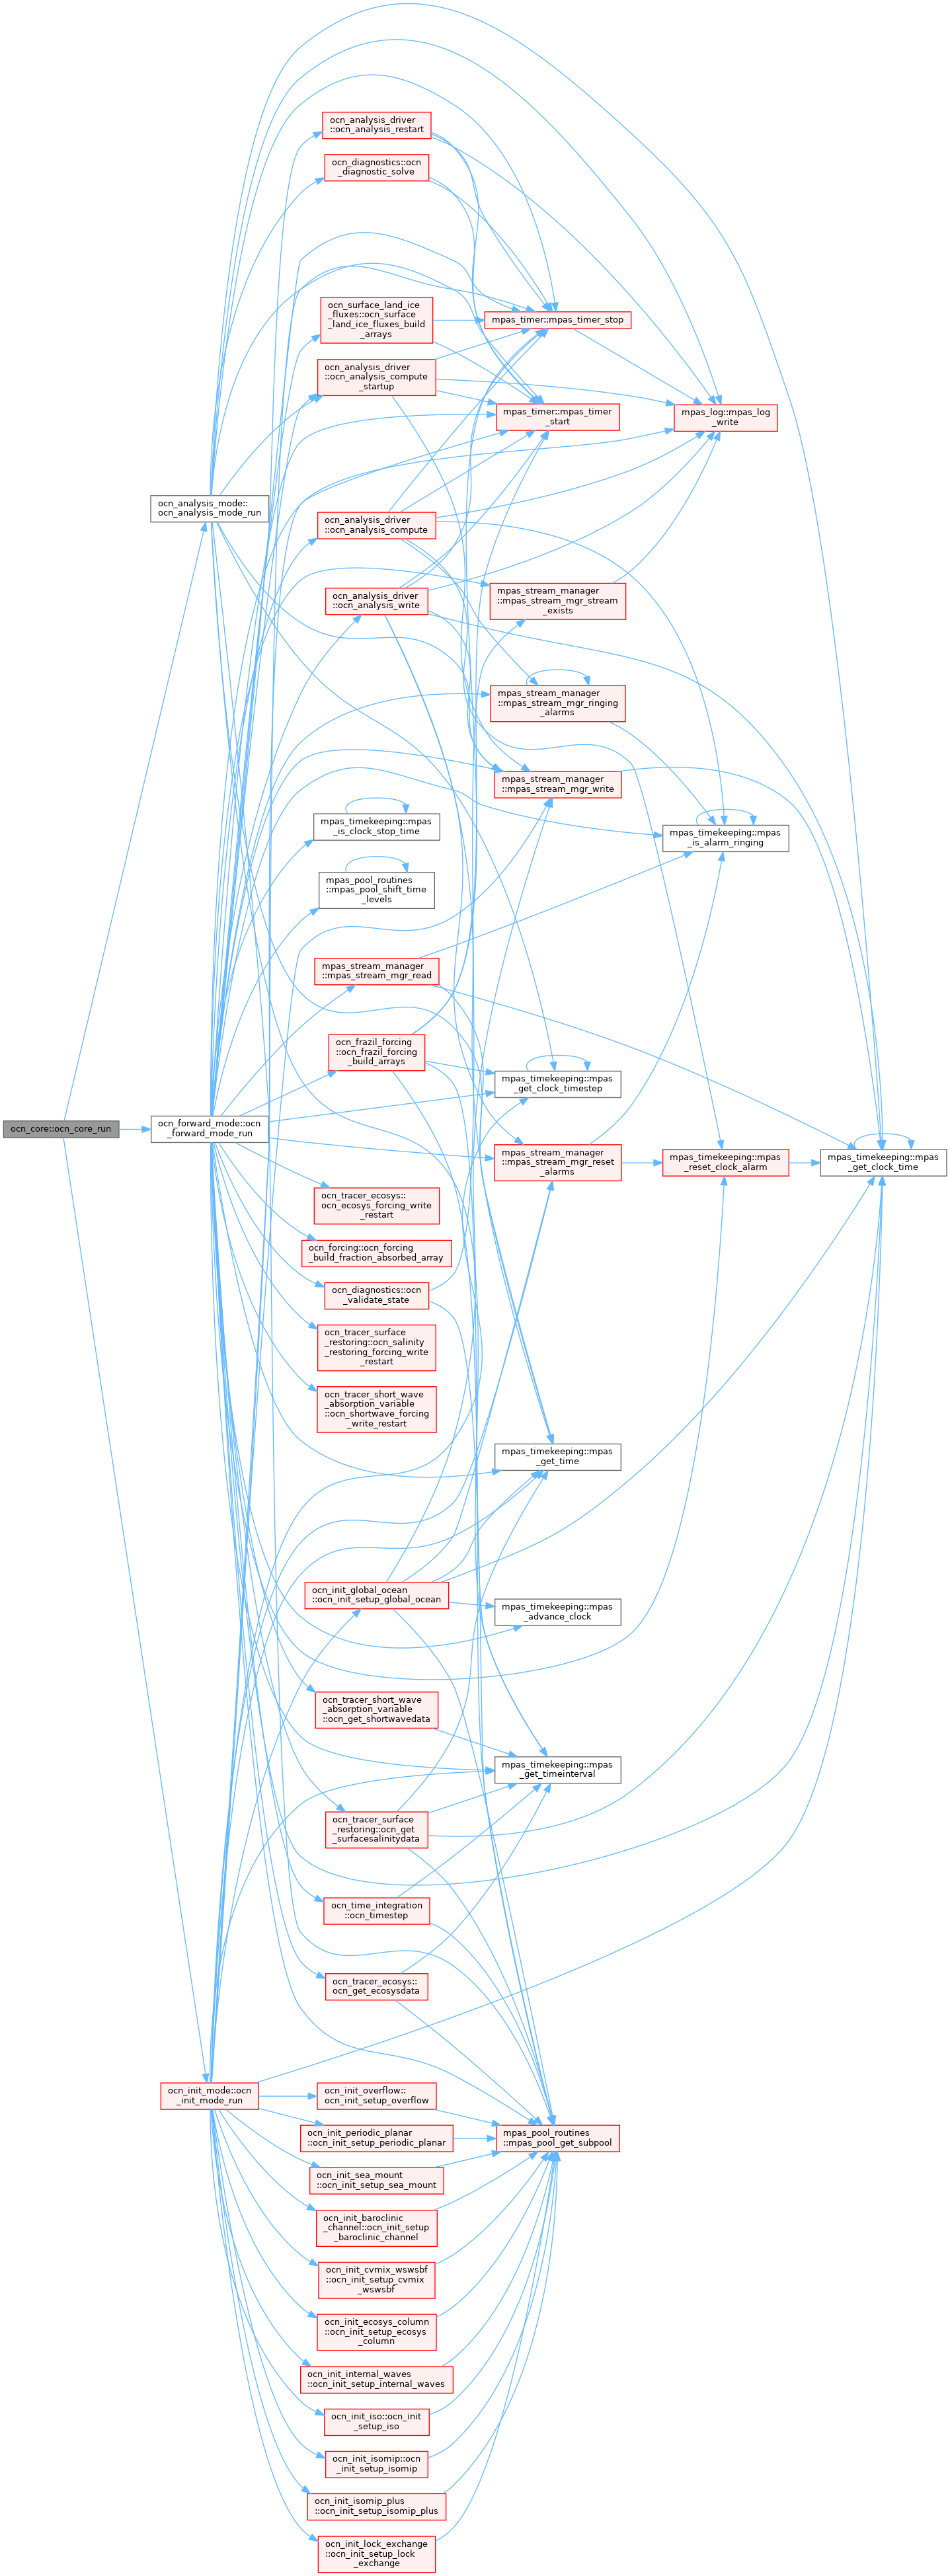 ocn_analysis_driver
::ocn_analysis_restart
ocn_diagnostics::ocn
_diagnostic_solve
ocn_surface_land_ice
_fluxes::ocn_surface
_land_ice_fluxes_build
_arrays
mpas_timer::mpas_timer_stop
ocn_analysis_driver
::ocn_analysis_compute
_startup
mpas_timer::mpas_timer
_start
mpas_log::mpas_log
_write
ocn_analysis_mode::
ocn_analysis_mode_run
ocn_analysis_driver
::ocn_analysis_compute
ocn_analysis_driver
::ocn_analysis_write
mpas_stream_manager
::mpas_stream_mgr_stream
_exists
mpas_stream_manager
::mpas_stream_mgr_ringing
_alarms
mpas_stream_manager
::mpas_stream_mgr_write
mpas_timekeeping::mpas
_is_clock_stop_time
mpas_timekeeping::mpas
_is_alarm_ringing
mpas_pool_routines
::mpas_pool_shift_time
_levels
mpas_stream_manager
::mpas_stream_mgr_read
ocn_frazil_forcing
::ocn_frazil_forcing
_build_arrays
mpas_timekeeping::mpas
_get_clock_timestep
ocn_core::ocn_core_run
ocn_forward_mode::ocn
_forward_mode_run
mpas_stream_manager
::mpas_stream_mgr_reset
_alarms
mpas_timekeeping::mpas
_reset_clock_alarm
mpas_timekeeping::mpas
_get_clock_time
ocn_tracer_ecosys::
ocn_ecosys_forcing_write
_restart
ocn_forcing::ocn_forcing
_build_fraction_absorbed_array
ocn_diagnostics::ocn
_validate_state
ocn_tracer_surface
_restoring::ocn_salinity
_restoring_forcing_write
_restart
ocn_tracer_short_wave
_absorption_variable
::ocn_shortwave_forcing
_write_restart
mpas_timekeeping::mpas
_get_time
ocn_init_global_ocean
::ocn_init_setup_global_ocean
mpas_timekeeping::mpas
_advance_clock
ocn_tracer_short_wave
_absorption_variable
::ocn_get_shortwavedata
mpas_timekeeping::mpas
_get_timeinterval
ocn_tracer_surface
_restoring::ocn_get
_surfacesalinitydata
ocn_time_integration
::ocn_timestep
ocn_tracer_ecosys::
ocn_get_ecosysdata
ocn_init_mode::ocn
_init_mode_run
ocn_init_overflow::
ocn_init_setup_overflow
ocn_init_periodic_planar
::ocn_init_setup_periodic_planar
mpas_pool_routines
::mpas_pool_get_subpool
ocn_init_sea_mount
::ocn_init_setup_sea_mount
ocn_init_baroclinic
_channel::ocn_init_setup
_baroclinic_channel
ocn_init_cvmix_wswsbf
::ocn_init_setup_cvmix
_wswsbf
ocn_init_ecosys_column
::ocn_init_setup_ecosys
_column
ocn_init_internal_waves
::ocn_init_setup_internal_waves
ocn_init_iso::ocn_init
_setup_iso
ocn_init_isomip::ocn
_init_setup_isomip
ocn_init_isomip_plus
::ocn_init_setup_isomip_plus
ocn_init_lock_exchange
::ocn_init_setup_lock
_exchange